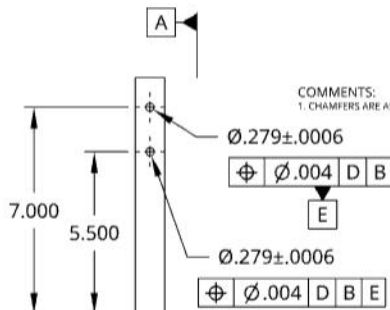 A
COMMENTS:
1. CHAMFERS ARE
Ø.279±.0006
⌖ Ø.004 D B
7.000
E
5.500
Ø.279±.0006
⌖ Ø.004 D B E